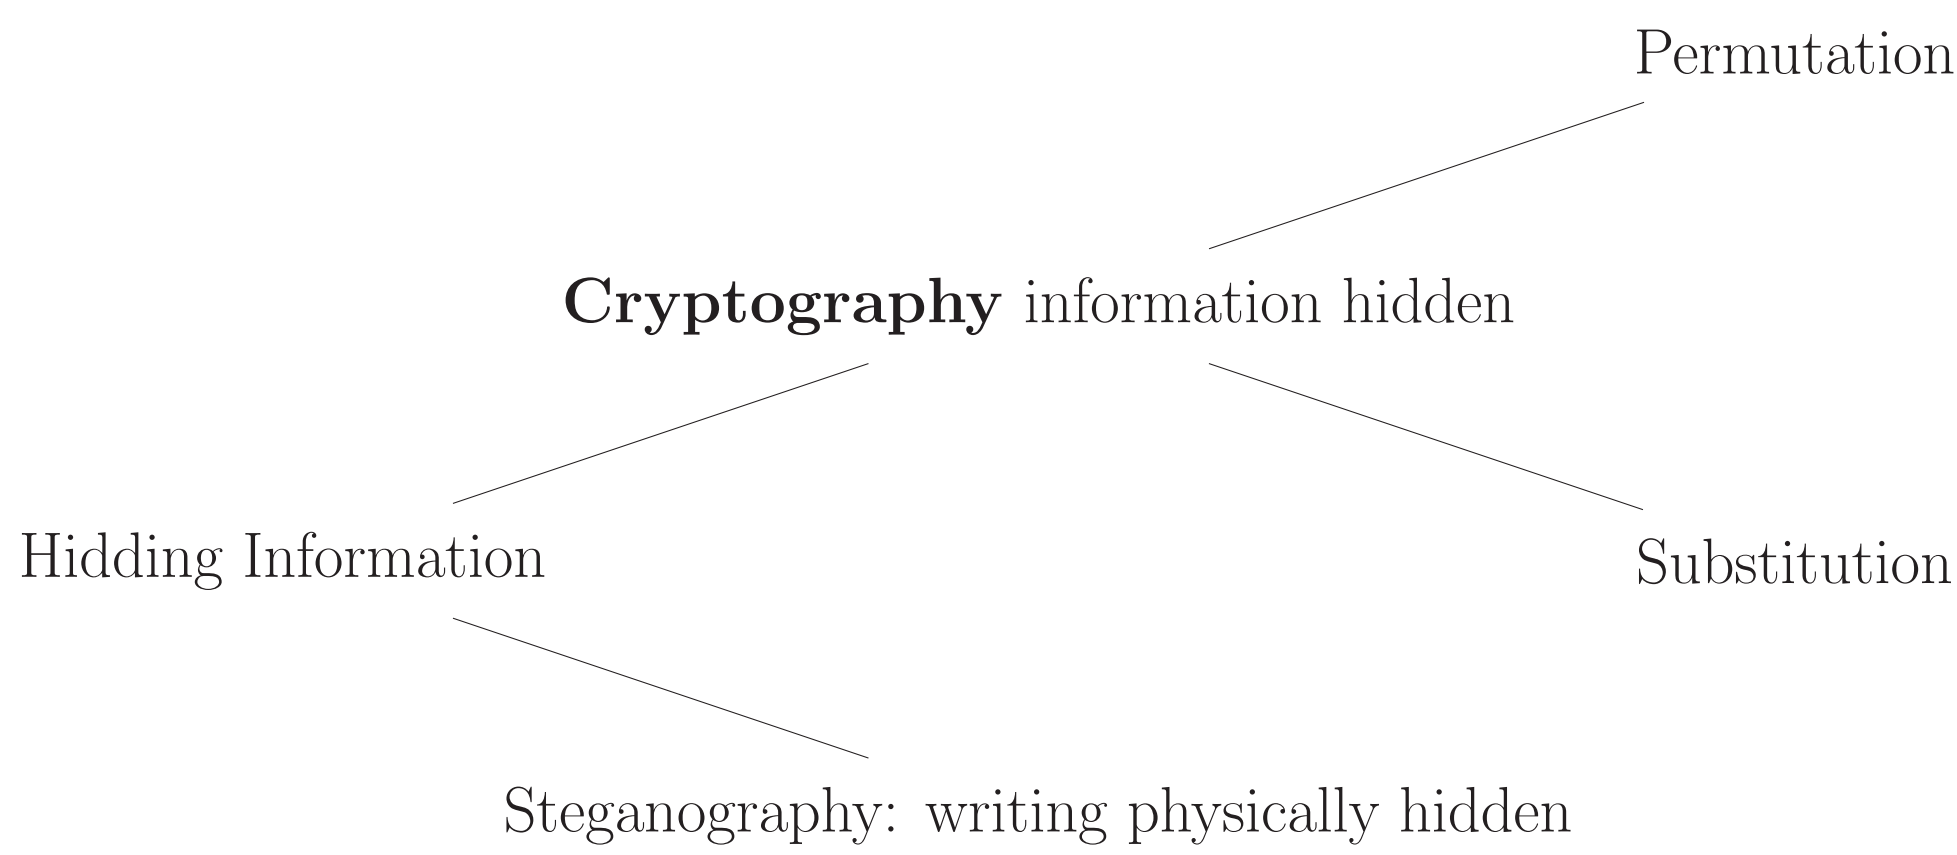 Permutation
Cryptography information hidden
Hidding Information
Substitution
Steganography: writing physically hidden